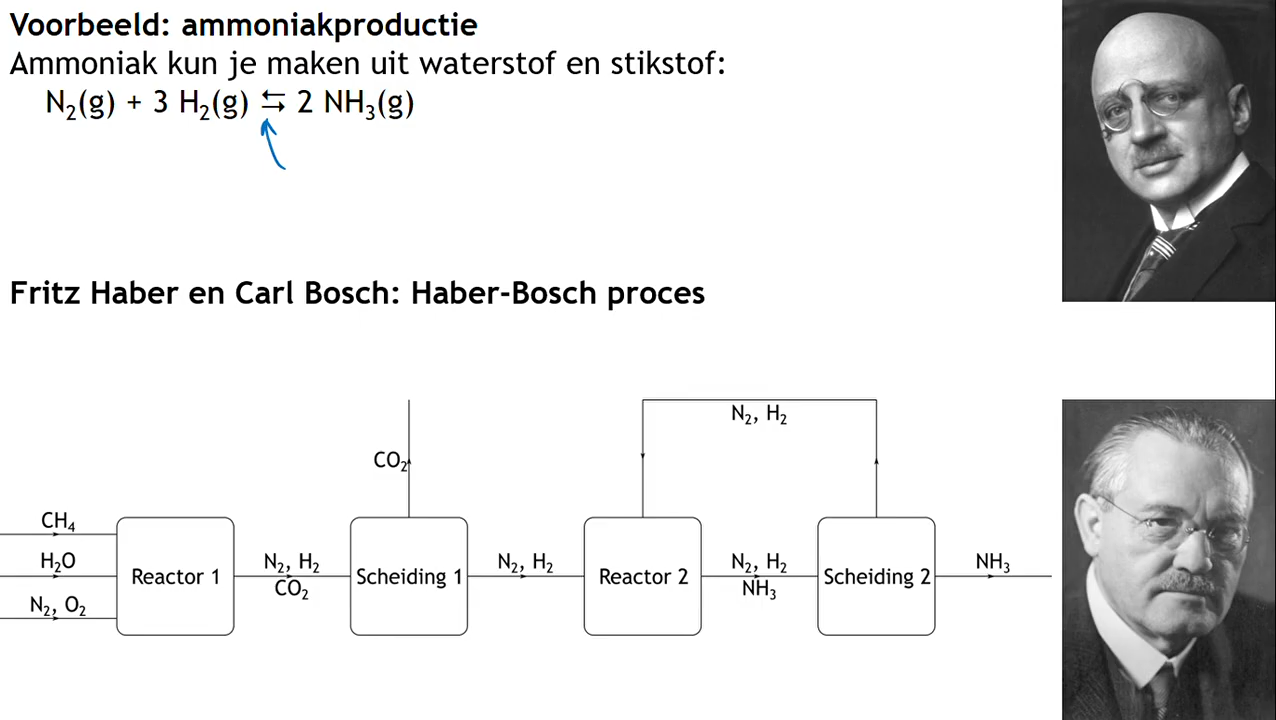 Voorbeeld: ammoniakproductie
Ammoniak kun je maken uit waterstof en stikstof:
N₂(g) + 3 H₂(g) ⇆ 2 NH₃(g)
Fritz Haber en Carl Bosch: Haber-Bosch proces
N₂, H₂
CO₂
CH₄
H₂O
N₂, O₂
Reactor 1
N₂, H₂
CO₂
Scheiding 1
N₂, H₂
Reactor 2
N₂, H₂
NH₃
Scheiding 2
NH₃